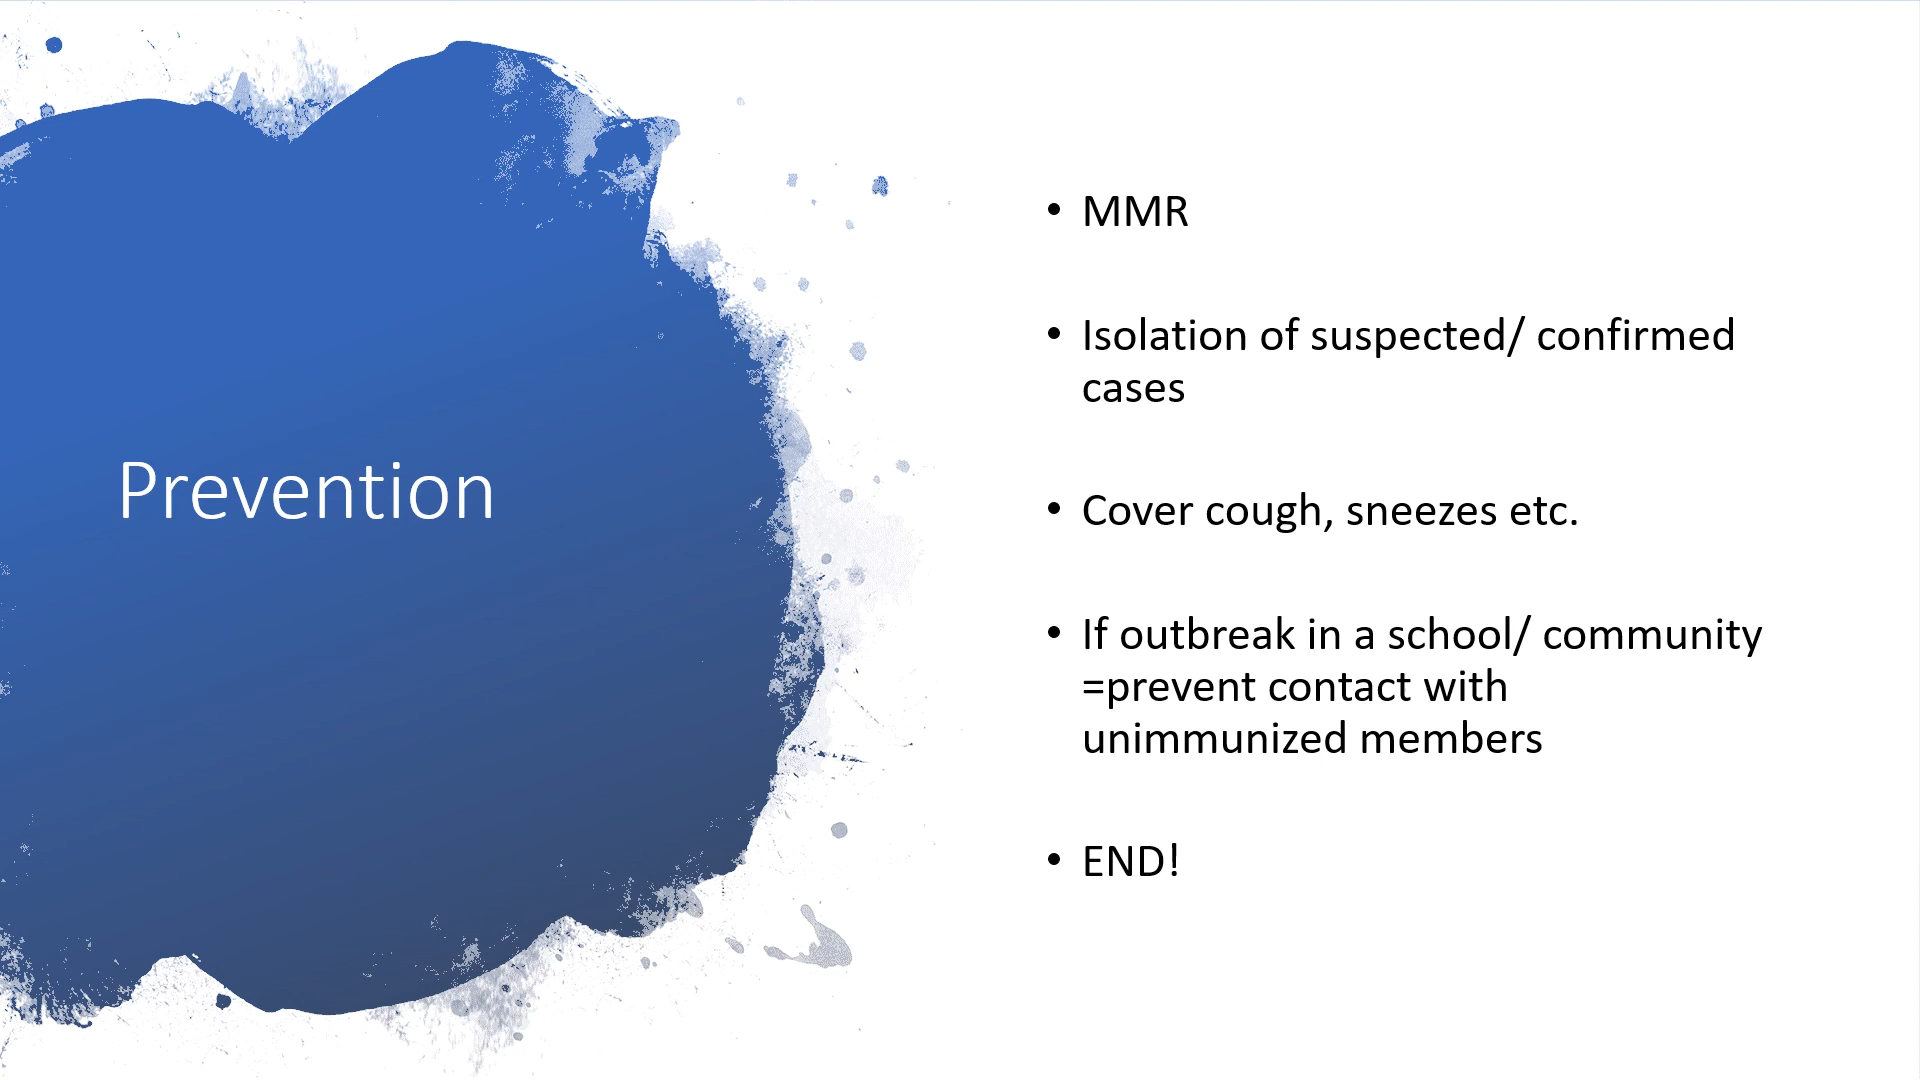 Prevention
• MMR
• Isolation of suspected/ confirmed
cases
• Cover cough, sneezes etc.
• If outbreak in a school/ community
=prevent contact with
unimmunized members
• END!